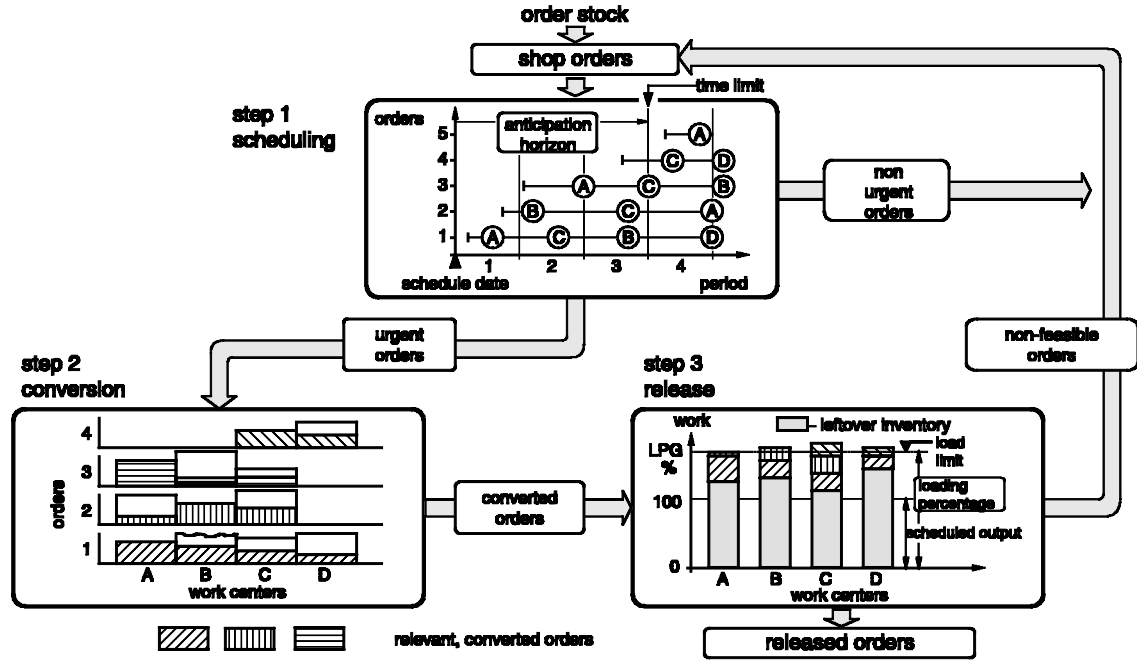 order stock
shop orders
time limit
step 1
scheduling
orders
anticipation
horizon
5
A
4
C
D
3
A
C
B
2
B
C
A
1
A
C
B
D
1
2
3
4
schedule date
period
non
urgent
orders
urgent
orders
non-feasible
orders
step 2
conversion
4
3
2
1
orders
A
B
C
D
work centers
converted
orders
step 3
release
work
leftover inventory
LPG
%
load
limit
100
loading
percentage
scheduled output
0
A
B
C
D
work centers
relevant, converted orders
released orders